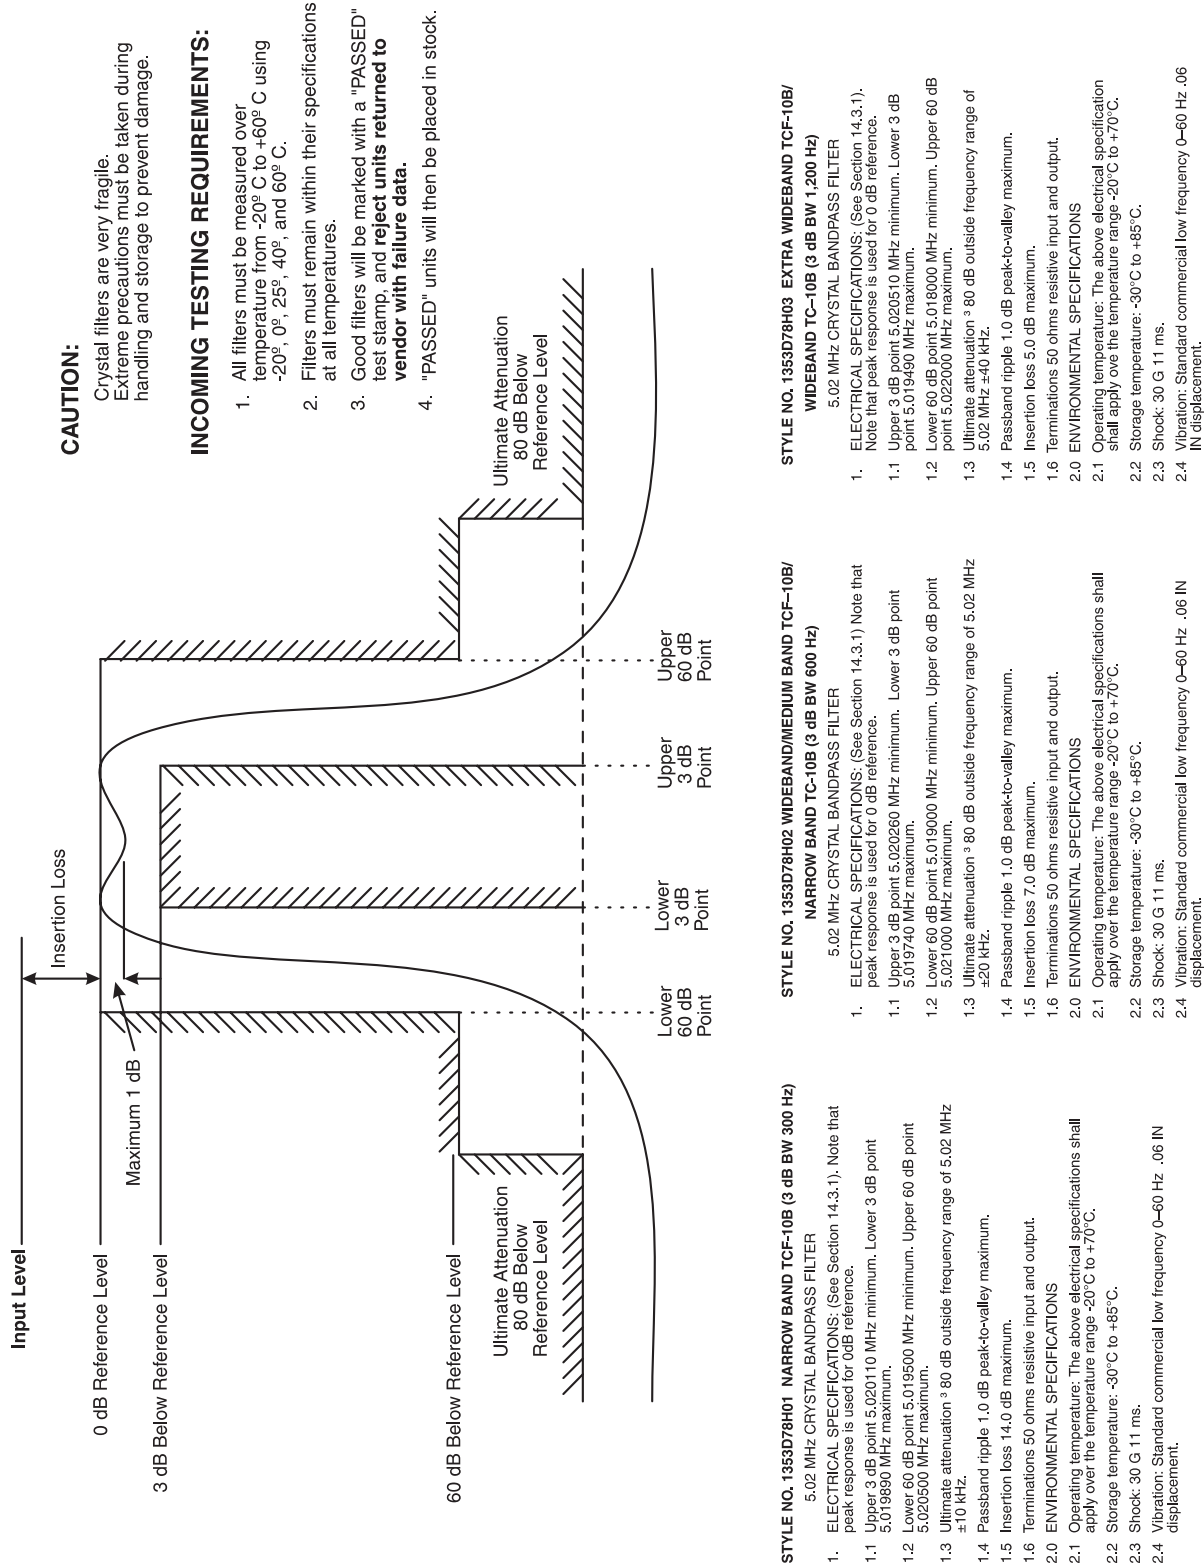 CAUTION:
Crystal filters are very fragile.
Extreme precautions must be taken during
handling and storage to prevent damage.
INCOMING TESTING REQUIREMENTS:
1. All filters must be measured over
temperature from -20º C to +60º C using
-20º, 0º, 25º, 40º, and 60º C.
2. Filters must remain within their specifications
at all temperatures.
3. Good filters will be marked with a "PASSED"
test stamp, and reject units returned to
vendor with failure data.
4. "PASSED" units will then be placed in stock.
Input Level
Insertion Loss
0 dB Reference Level
Maximum 1 dB
3 dB Below Reference Level
60 dB Below Reference Level
Ultimate Attenuation
80 dB Below
Reference Level
Ultimate Attenuation
80 dB Below
Reference Level
Lower
60 dB
Point
Lower
3 dB
Point
Upper
3 dB
Point
Upper
60 dB
Point
STYLE NO. 1353D78H01 NARROW BAND TCF-10B (3 dB BW 300 Hz)
5.02 MHz CRYSTAL BANDPASS FILTER
1. ELECTRICAL SPECIFICATIONS: (See Section 14.3.1). Note that
peak response is used for 0dB reference.
1.1 Upper 3 dB point 5.020110 MHz minimum. Lower 3 dB point
5.019890 MHz maximum.
1.2 Lower 60 dB point 5.019500 MHz minimum. Upper 60 dB point
5.020500 MHz maximum.
1.3 Ultimate attenuation ³ 80 dB outside frequency range of 5.02 MHz
±10 kHz.
1.4 Passband ripple 1.0 dB peak-to-valley maximum.
1.5 Insertion loss 14.0 dB maximum.
1.6 Terminations 50 ohms resistive input and output.
2.0 ENVIRONMENTAL SPECIFICATIONS
2.1 Operating temperature: The above electrical specifications shall
apply over the temperature range -20°C to +70°C.
2.2 Storage temperature: -30°C to +85°C.
2.3 Shock: 30 G 11 ms.
2.4 Vibration: Standard commercial low frequency 0–60 Hz .06 IN
displacement.
STYLE NO. 1353D78H02 WIDEBAND/MEDIUM BAND TCF–10B/
NARROW BAND TC-10B (3 dB BW 600 Hz)
5.02 MHz CRYSTAL BANDPASS FILTER
1. ELECTRICAL SPECIFICATIONS: (See Section 14.3.1) Note that
peak response is used for 0 dB reference.
1.1 Upper 3 dB point 5.020260 MHz minimum. Lower 3 dB point
5.019740 MHz maximum.
1.2 Lower 60 dB point 5.019000 MHz minimum. Upper 60 dB point
5.021000 MHz maximum.
1.3 Ultimate attenuation ³ 80 dB outside frequency range of 5.02 MHz
±20 kHz.
1.4 Passband ripple 1.0 dB peak-to-valley maximum.
1.5 Insertion loss 7.0 dB maximum.
1.6 Terminations 50 ohms resistive input and output.
2.0 ENVIRONMENTAL SPECIFICATIONS
2.1 Operating temperature: The above electrical specifications shall
apply ove the temperature range -20°C to +70°C.
2.2 Storage temperature: -30°C to +85°C.
2.3 Shock: 30 G 11 ms.
2.4 Vibration: Standard commercial low frequency 0–60 Hz .06 IN
displacement.
STYLE NO. 1353D78H03 EXTRA WIDEBAND TCF-10B/
WIDEBAND TC–10B (3 dB BW 1,200 Hz)
5.02 MHz CRYSTAL BANDPASS FILTER
1. ELECTRICAL SPECIFICATIONS: (See Section 14.3.1).
Note that peak response is used for 0 dB reference.
1.1 Upper 3 dB point 5.020510 MHz minimum. Lower 3 dB
point 5.019490 MHz maximum.
1.2 Lower 60 dB point 5.018000 MHz minimum. Upper 60 dB
point 5.022000 MHz maximum.
1.3 Ultimate attenuation ³ 80 dB outside frequency range of
5.02 MHz ±40 kHz.
1.4 Passband ripple 1.0 dB peak-to-valley maximum.
1.5 Insertion loss 5.0 dB maximum.
1.6 Terminations 50 ohms resistive input and output.
2.0 ENVIRONMENTAL SPECIFICATIONS
2.1 Operating temperature: The above electrical specification
shall apply over the temperature range -20°C to +70°C.
2.2 Storage temperature: -30°C to +85°C.
2.3 Shock: 30 G 11 ms.
2.4 Vibration: Standard commercial low frequency 0–60 Hz .06
IN displacement.